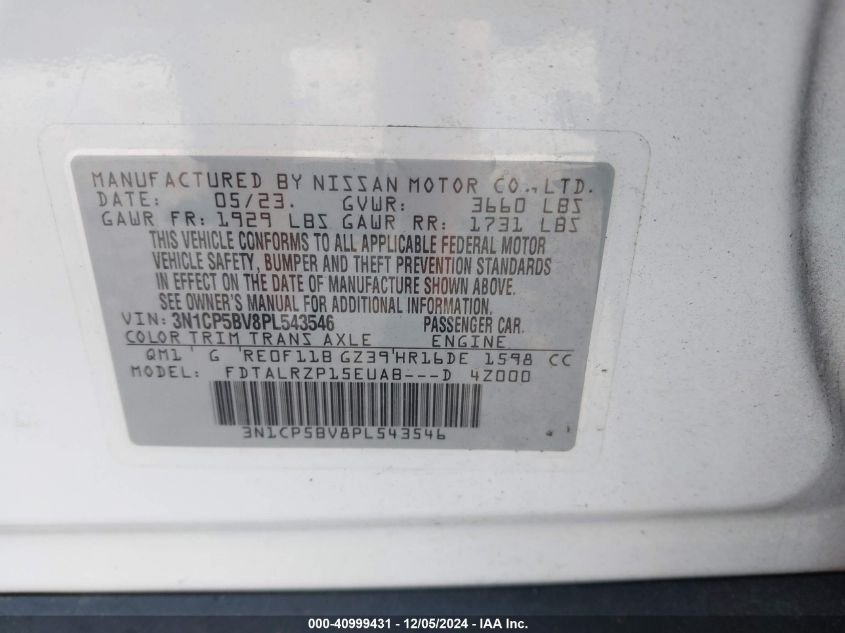 MANUFACTURED BY NISSAN MOTOR CO.,LTD.
DATE: 05/23. GVWR: 3660 LBS
GAWR FR: 1929 LBS GAWR RR: 1731 LBS
THIS VEHICLE CONFORMS TO ALL APPLICABLE FEDERAL MOTOR
VEHICLE SAFETY, BUMPER AND THEFT PREVENTION STANDARDS
IN EFFECT ON THE DATE OF MANUFACTURE SHOWN ABOVE.
SEE OWNER'S MANUAL FOR ADDITIONAL INFORMATION.
VIN: 3N1CP5BV8PL543546 PASSENGER CAR.
COLOR TRIM TRANS AXLE ENGINE
QM1 G RE0F11B GZ39 HR16DE 1598 CC
MODEL: FDTALRZP15EUAB---D 4Z000
3N1CP5BV8PL543546
000-40999431 - 12/05/2024 - IAA Inc.